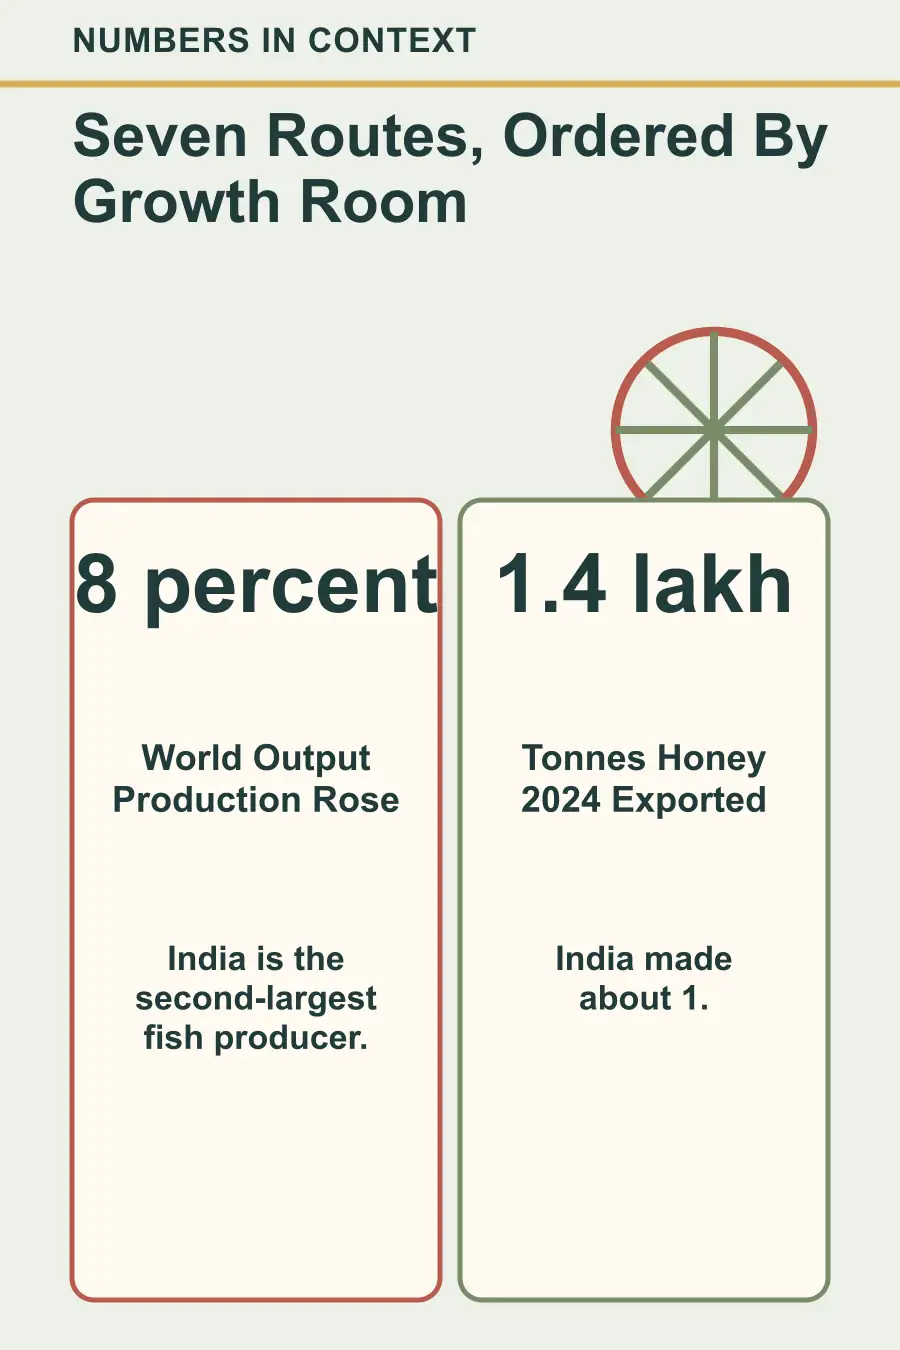 NUMBERS IN CONTEXT
Seven Routes, Ordered By
Growth Room
8 percent
World Output
Production Rose
India is the
second-largest
fish producer.
1.4 lakh
Tonnes Honey
2024 Exported
India made
about 1.